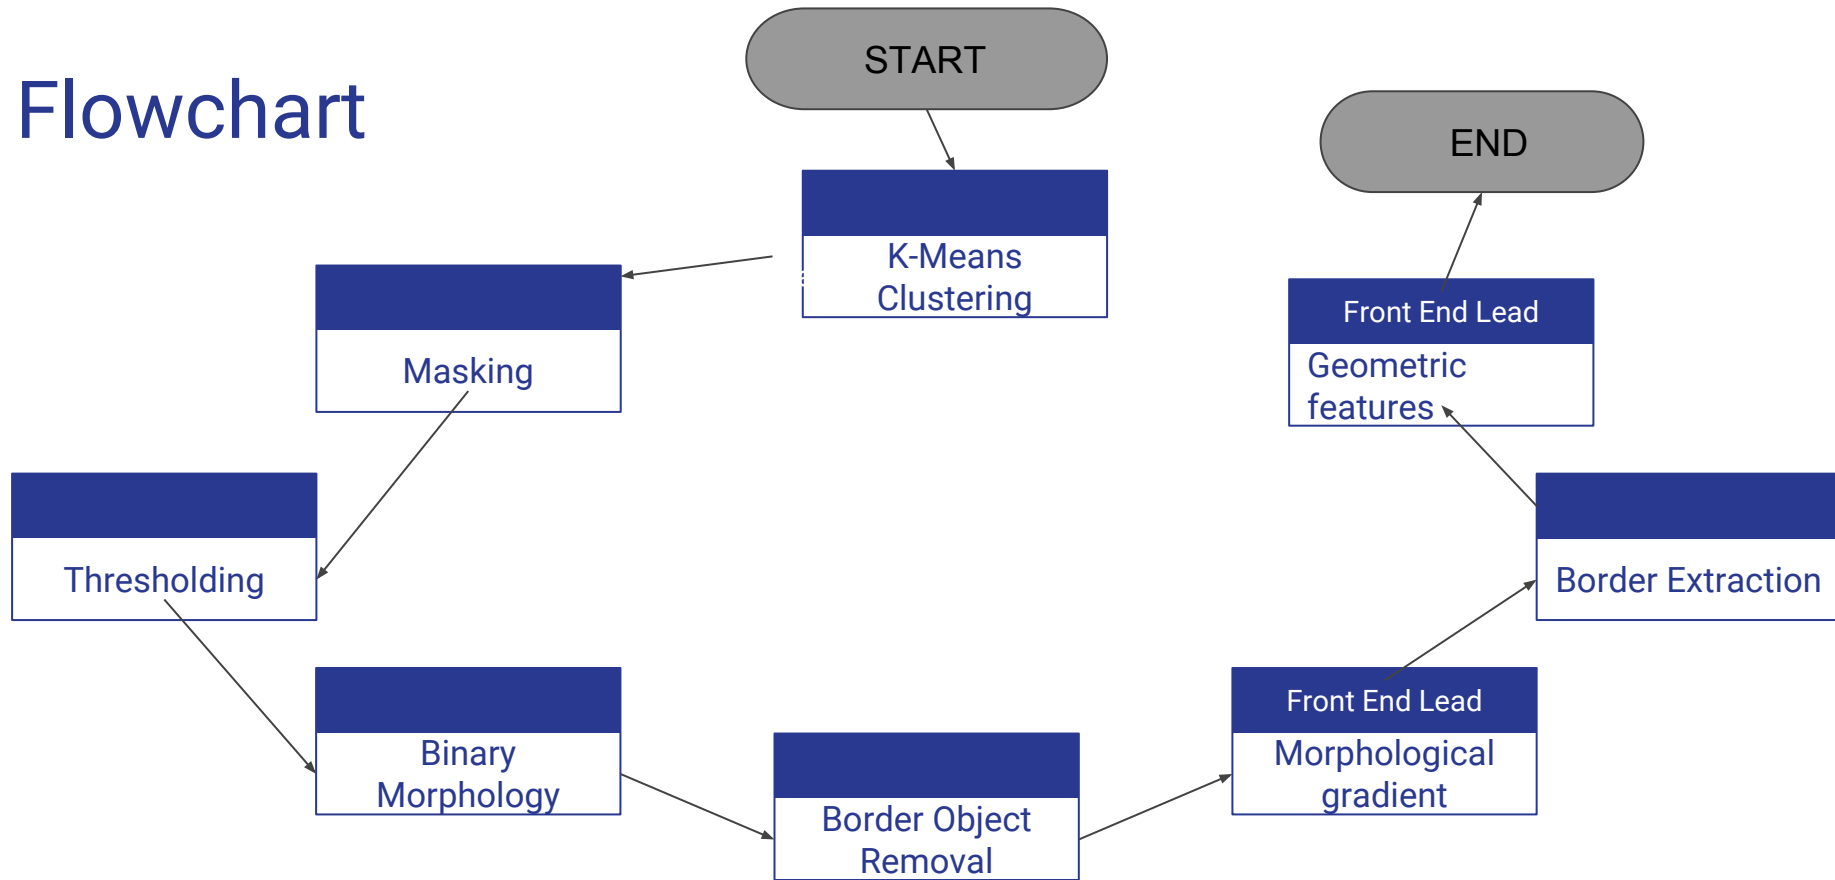 Flowchart
START
K-Means
Clustering
Masking
Thresholding
Binary
Morphology
Border Object
Removal
Front End Lead
Morphological
gradient
Border Extraction
Front End Lead
Geometric
features
END